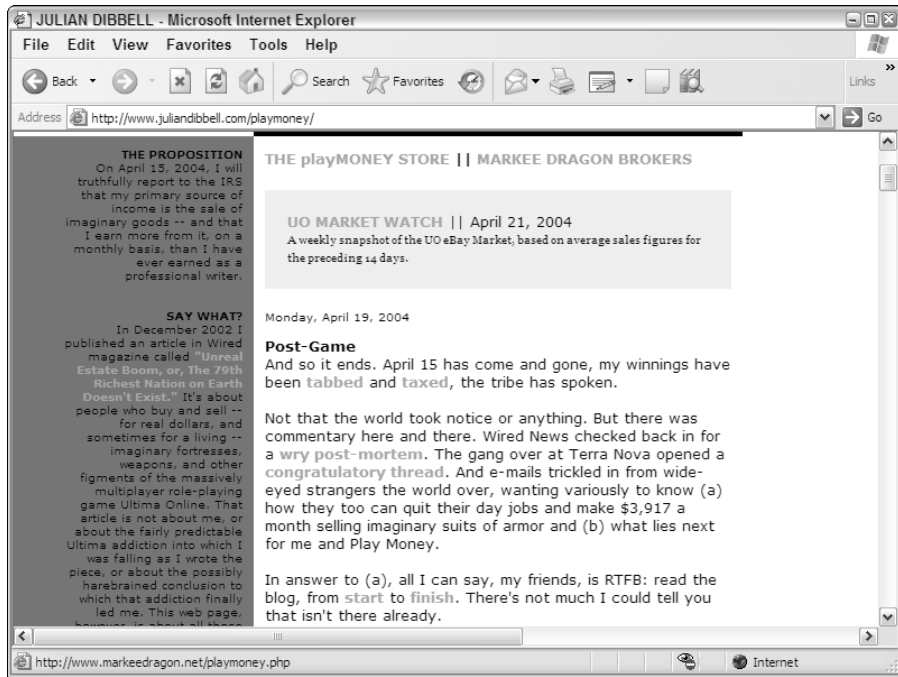 JULIAN DIBBELL - Microsoft Internet Explorer
File Edit View Favorites Tools Help
Back Search Favorites Links
Address http://www.juliandibbell.com/playmoney/ Go
THE PROPOSITION
On April 15, 2004, I will
truthfully report to the IRS
that my primary source of
income is the sale of
imaginary goods -- and that
I earn more from it, on a
monthly basis, than I have
ever earned as a
professional writer.
SAY WHAT?
In December 2002 I
published an article in Wired
magazine called "Unreal
Estate Boom, or, The 79th
Richest Nation on Earth
Doesn't Exist." It's about
people who buy and sell --
for real dollars, and
sometimes for a living --
imaginary fortresses,
weapons, and other
figments of the massively
multiplayer role-playing
game Ultima Online. That
article is not about me, or
about the fairly predictable
Ultima addiction into which I
was falling as I wrote the
piece, or about the possibly
harebrained conclusion to
which that addiction finally
led me. This web page,
however, is about all these
THE playMONEY STORE || MARKEE DRAGON BROKERS
UO MARKET WATCH || April 21, 2004
A weekly snapshot of the UO eBay Market, based on average sales figures for
the preceding 14 days.
Monday, April 19, 2004
Post-Game
And so it ends. April 15 has come and gone, my winnings have
been tabbed and taxed, the tribe has spoken.
Not that the world took notice or anything. But there was
commentary here and there. Wired News checked back in for
a wry post-mortem. The gang over at Terra Nova opened a
congratulatory thread. And e-mails trickled in from wide-
eyed strangers the world over, wanting variously to know (a)
how they too can quit their day jobs and make $3,917 a
month selling imaginary suits of armor and (b) what lies next
for me and Play Money.
In answer to (a), all I can say, my friends, is RTFB: read the
blog, from start to finish. There's not much I could tell you
that isn't there already.
http://www.markeedragon.net/playmoney.php Internet